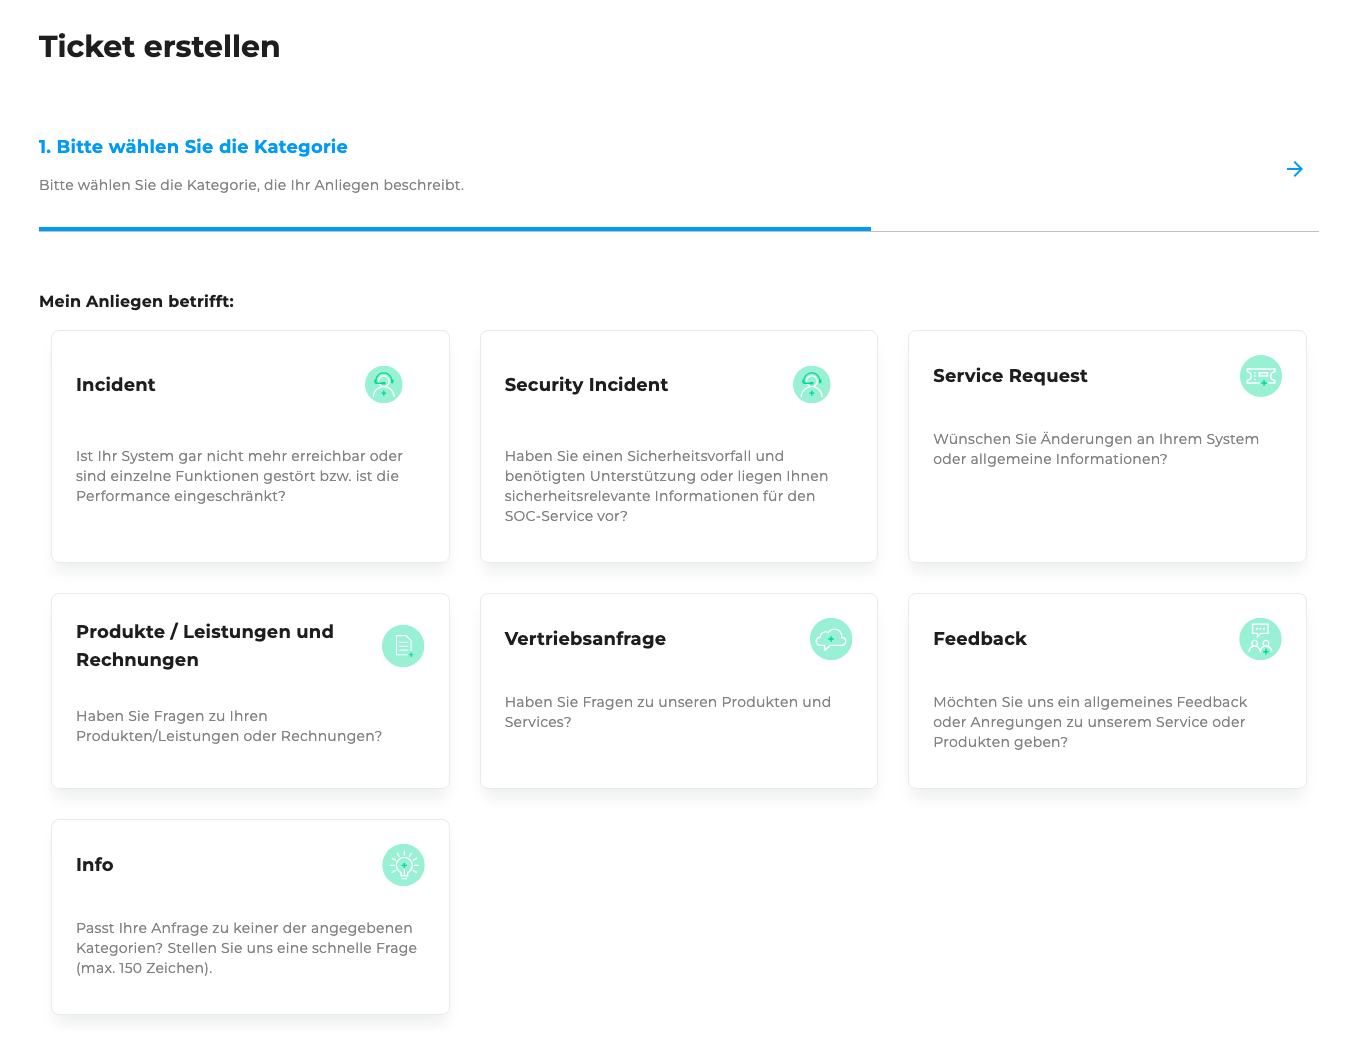 Ticket erstellen
1. Bitte wählen Sie die Kategorie
Bitte wählen Sie die Kategorie, die Ihr Anliegen beschreibt.
Mein Anliegen betrifft:
Incident
Ist Ihr System gar nicht mehr erreichbar oder
sind einzelne Funktionen gestört bzw. ist die
Performance eingeschränkt?
Security Incident
Haben Sie einen Sicherheitsvorfall und
benötigten Unterstützung oder liegen Ihnen
sicherheitsrelevante Informationen für den
SOC-Service vor?
Service Request
Wünschen Sie Änderungen an Ihrem System
oder allgemeine Informationen?
Produkte / Leistungen und
Rechnungen
Haben Sie Fragen zu Ihren
Produkten/Leistungen oder Rechnungen?
Vertriebsanfrage
Haben Sie Fragen zu unseren Produkten und
Services?
Feedback
Möchten Sie uns ein allgemeines Feedback
oder Anregungen zu unserem Service oder
Produkten geben?
Info
Passt Ihre Anfrage zu keiner der angegebenen
Kategorien? Stellen Sie uns eine schnelle Frage
(max. 150 Zeichen).